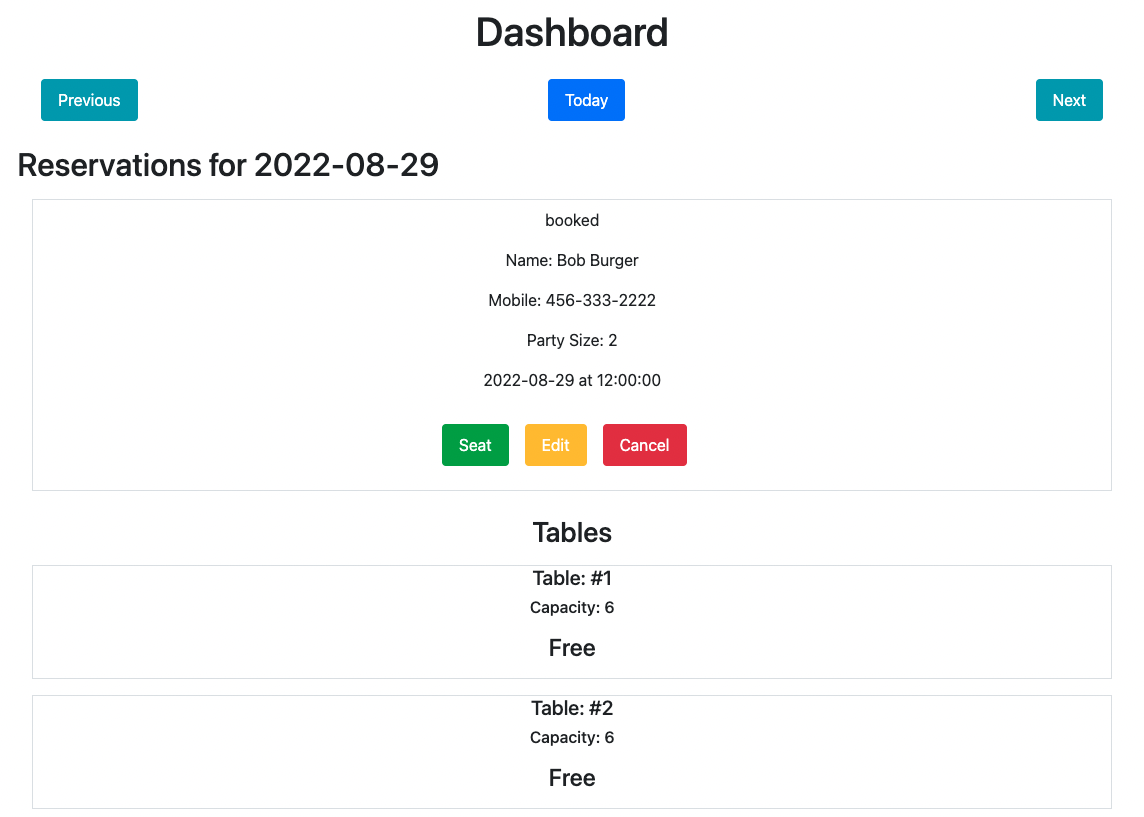 Dashboard
Previous Today Next
Reservations for 2022-08-29
booked
Name: Bob Burger
Mobile: 456-333-2222
Party Size: 2
2022-08-29 at 12:00:00
Seat Edit Cancel
Tables
Table: #1
Capacity: 6
Free
Table: #2
Capacity: 6
Free